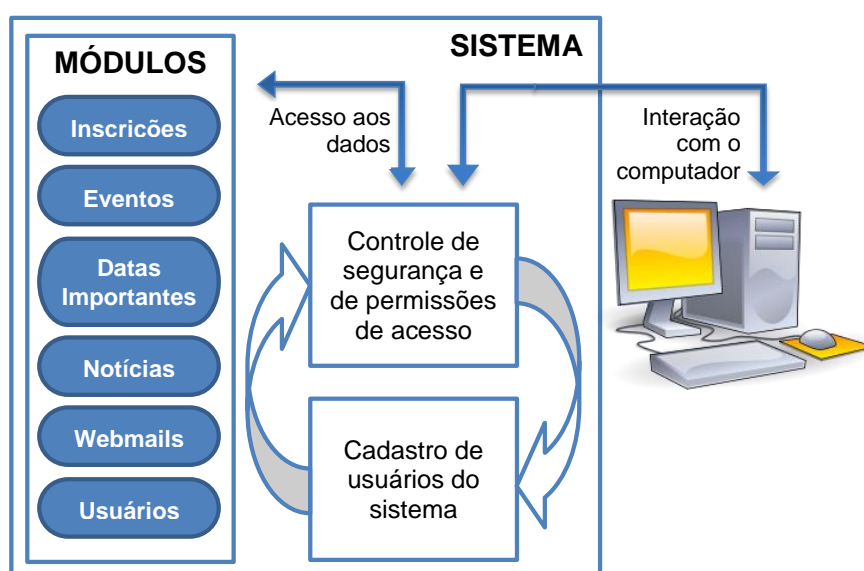 SISTEMA
MÓDULOS
Inscricões
Eventos
Datas
Importantes
Notícias
Webmails
Usuários
Acesso aos
dados
Interação
com o
computador
Controle de
segurança e
de permissões
de acesso
Cadastro de
usuários do
sistema